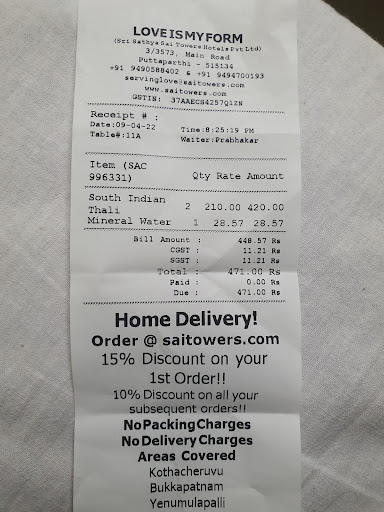 LOVE IS MY FORM
(Sri Sathya Sai Towers Hotels Pvt Ltd)
3/3573, Main Road
Puttaparthi - 515134
+91 9490588402 & +91 9494700193
servinglove@saitowers.com
www.saitowers.com
GSTIN: 37AAECS4257Q1ZN
Receipt # :
Date:09-04-22 Time:8:25:19 PM
Table#:11A Waiter:Prabhakar
Item (SAC
996331) Qty Rate Amount
South Indian
Thali 2 210.00 420.00
Mineral Water 1 28.57 28.57
Bill Amount : 448.57 Rs
CGST : 11.21 Rs
SGST : 11.21 Rs
Total : 471.00 Rs
Paid : 0.00 Rs
Due : 471.00 Rs
Home Delivery!
Order @ saitowers.com
15% Discount on your
1st Order!!
10% Discount on all your
subsequent orders!!
No Packing Charges
No Delivery Charges
Areas Covered
Kothacheruvu
Bukkapatnam
Yenumulapalli